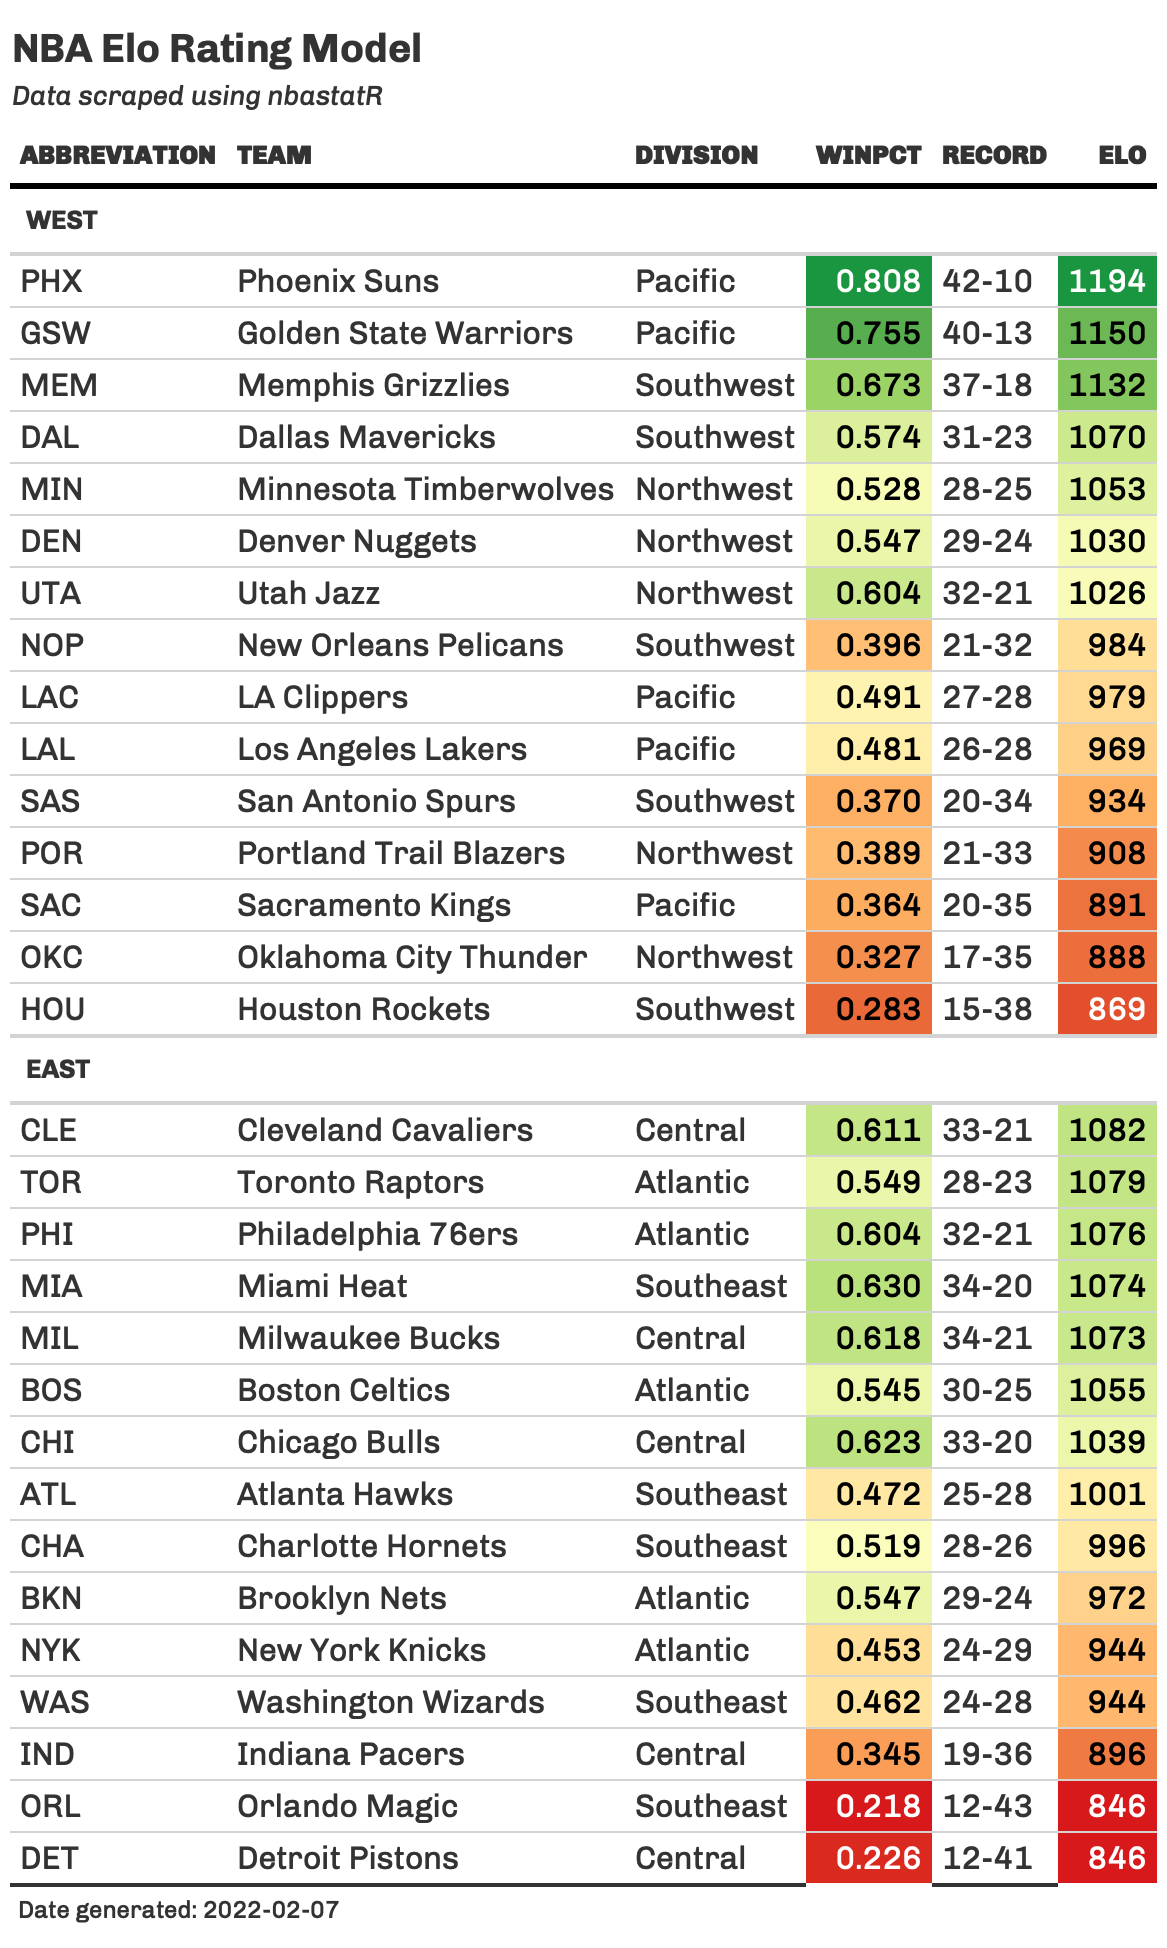 NBA Elo Rating Model
Data scraped using nbastatR
ABBREVIATION TEAM DIVISION WINPCT RECORD ELO
WEST
PHX Phoenix Suns Pacific 0.808 42-10 1194
GSW Golden State Warriors Pacific 0.755 40-13 1150
MEM Memphis Grizzlies Southwest 0.673 37-18 1132
DAL Dallas Mavericks Southwest 0.574 31-23 1070
MIN Minnesota Timberwolves Northwest 0.528 28-25 1053
DEN Denver Nuggets Northwest 0.547 29-24 1030
UTA Utah Jazz Northwest 0.604 32-21 1026
NOP New Orleans Pelicans Southwest 0.396 21-32 984
LAC LA Clippers Pacific 0.491 27-28 979
LAL Los Angeles Lakers Pacific 0.481 26-28 969
SAS San Antonio Spurs Southwest 0.370 20-34 934
POR Portland Trail Blazers Northwest 0.389 21-33 908
SAC Sacramento Kings Pacific 0.364 20-35 891
OKC Oklahoma City Thunder Northwest 0.327 17-35 888
HOU Houston Rockets Southwest 0.283 15-38 869
EAST
CLE Cleveland Cavaliers Central 0.611 33-21 1082
TOR Toronto Raptors Atlantic 0.549 28-23 1079
PHI Philadelphia 76ers Atlantic 0.604 32-21 1076
MIA Miami Heat Southeast 0.630 34-20 1074
MIL Milwaukee Bucks Central 0.618 34-21 1073
BOS Boston Celtics Atlantic 0.545 30-25 1055
CHI Chicago Bulls Central 0.623 33-20 1039
ATL Atlanta Hawks Southeast 0.472 25-28 1001
CHA Charlotte Hornets Southeast 0.519 28-26 996
BKN Brooklyn Nets Atlantic 0.547 29-24 972
NYK New York Knicks Atlantic 0.453 24-29 944
WAS Washington Wizards Southeast 0.462 24-28 944
IND Indiana Pacers Central 0.345 19-36 896
ORL Orlando Magic Southeast 0.218 12-43 846
DET Detroit Pistons Central 0.226 12-41 846
Date generated: 2022-02-07